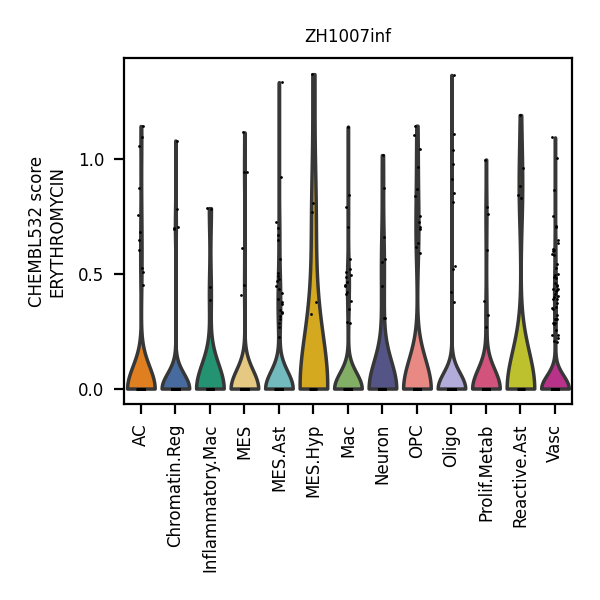 ZH1007inf
CHEMBL532 score
ERYTHROMYCIN
1.0
0.5
0.0
AC
Chromatin.Reg
Inflammatory.Mac
MES
MES.Ast
MES.Hyp
Mac
Neuron
OPC
Oligo
Prolif.Metab
Reactive.Ast
Vasc